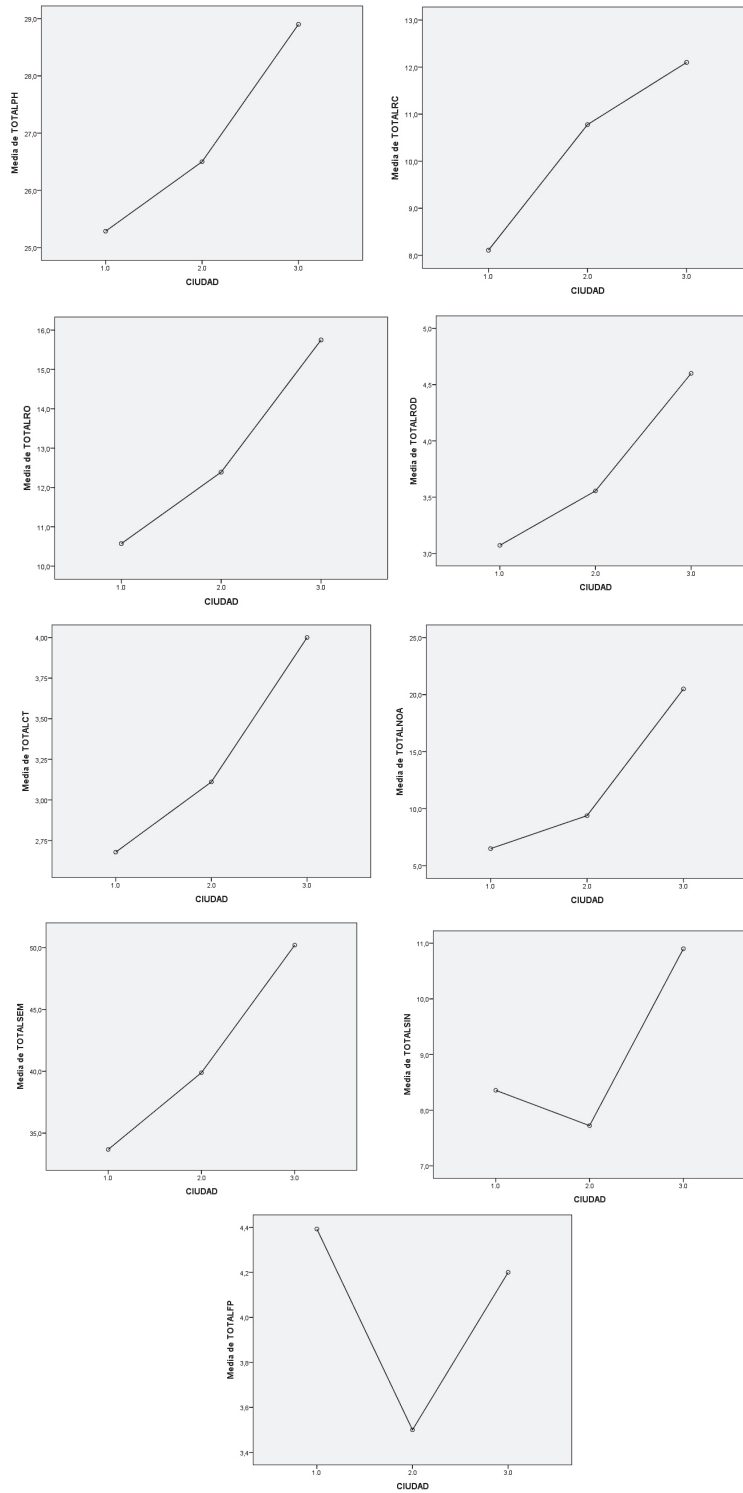 Media de TOTALPH
29,0
28,0
27,0
26,0
25,0
1.0 2.0 3.0
CIUDAD
Media de TOTALRC
13,0
12,0
11,0
10,0
9,0
8,0
1.0 2.0 3.0
CIUDAD
Media de TOTALRO
16,0
15,0
14,0
13,0
12,0
11,0
10,0
1.0 2.0 3.0
CIUDAD
Media de TOTALROD
5,0
4,5
4,0
3,5
3,0
1.0 2.0 3.0
CIUDAD
Media de TOTALCT
4,00
3,75
3,50
3,25
3,00
2,75
1.0 2.0 3.0
CIUDAD
Media de TOTALNOA
25,0
20,0
15,0
10,0
5,0
1.0 2.0 3.0
CIUDAD
Media de TOTALSEM
50,0
45,0
40,0
35,0
1.0 2.0 3.0
CIUDAD
Media de TOTALSIN
11,0
10,0
9,0
8,0
7,0
1.0 2.0 3.0
CIUDAD
Media de TOTALFP
4,4
4,2
4,0
3,8
3,6
3,4
1.0 2.0 3.0
CIUDAD